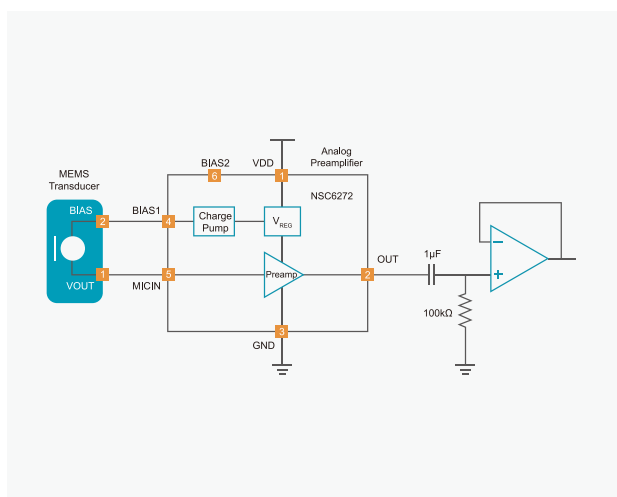 MEMS
Transducer
BIAS
2
1
VOUT
BIAS1
4
MICIN
5
BIAS2
6
VDD
1
Analog
Preamplifier
NSC6272
Charge
Pump
VREG
Preamp
OUT
2
3
GND
1µF
100kΩ